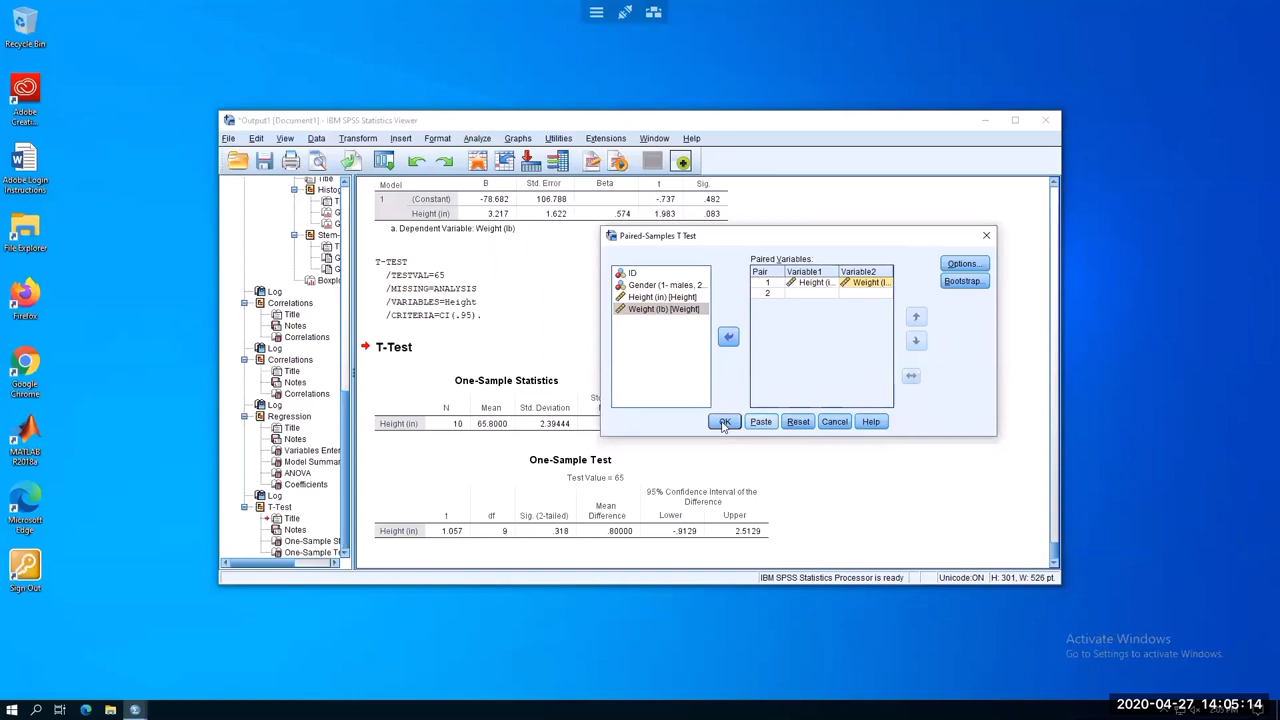 Recycle Bin
Adobe
Creati...
Adobe Login
Instructions
File Explorer
Firefox
Google
Chrome
MATLAB
R2018a
Microsoft
Edge
Sign Out
*Output1 [Document1] - IBM SPSS Statistics Viewer
File Edit View Data Transform Insert Format Analyze Graphs Utilities Extensions Window Help
Title
Histog
Stem-
Boxplo
Log
Correlations
Title
Notes
Correlations
Log
Correlations
Title
Notes
Correlations
Log
Regression
Title
Notes
Variables Enter
Model Summar
ANOVA
Coefficients
Log
T-Test
Title
Notes
One-Sample St
One-Sample Te
Model B Std. Error Beta t Sig.
1 (Constant) -78.682 106.788 -.737 .482
Height (in) 3.217 1.622 .574 1.983 .083
a. Dependent Variable: Weight (lb)
T-TEST
/TESTVAL=65
/MISSING=ANALYSIS
/VARIABLES=Height
/CRITERIA=CI(.95).
T-Test
One-Sample Statistics
N Mean Std. Deviation
Height (in) 10 65.8000 2.39444
One-Sample Test
Test Value = 65
t df Sig. (2-tailed) Mean Difference 95% Confidence Interval of the Difference
Lower Upper
Height (in) 1.057 9 .318 .80000 -.9129 2.5129
Paired-Samples T Test
ID
Gender (1- males, 2...
Height (in) [Height]
Weight (lb) [Weight]
Paired Variables:
Pair Variable1 Variable2
1 Height (i... Weight (l...
2
Options...
Bootstrap...
OK Paste Reset Cancel Help
IBM SPSS Statistics Processor is ready Unicode:ON H: 301, W: 526 pt.
Activate Windows
Go to Settings to activate Windows.
2020-04-27 14:05:14